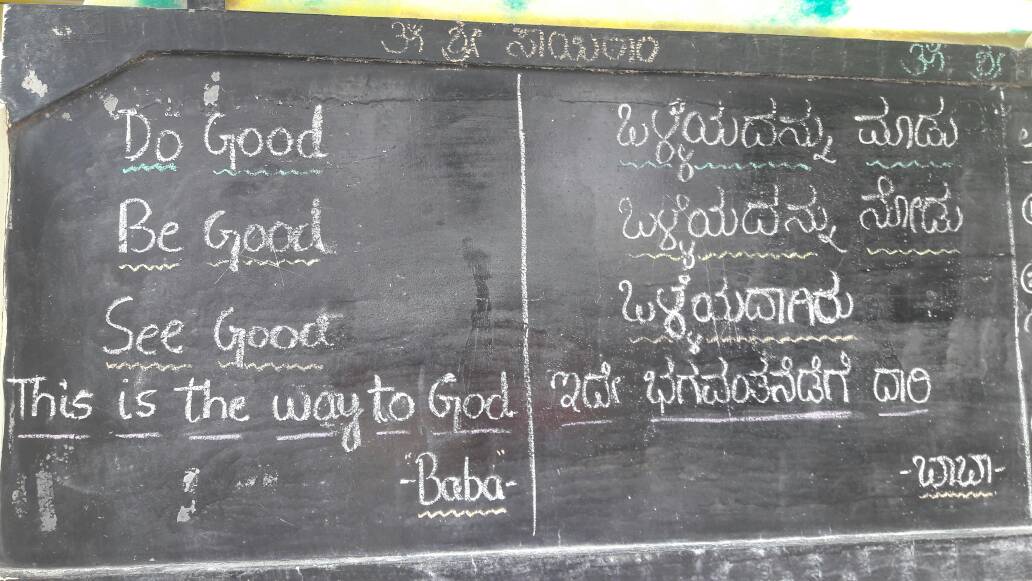 ಓಂ ಶ್ರೀ ಸಾಯಿರಾಂ
ಓಂ ಶ್ರೀ
Do Good
Be Good
See Good
This is the way to God
-"Baba"-
ಒಳ್ಳೆಯದನ್ನು ಮಾಡು
ಒಳ್ಳೆಯದನ್ನು ನೋಡು
ಒಳ್ಳೆಯದಾಗಿರು
ಇದೇ ಭಗವಂತನೆಡೆಗೆ ದಾರಿ
-ಬಾಬಾ-